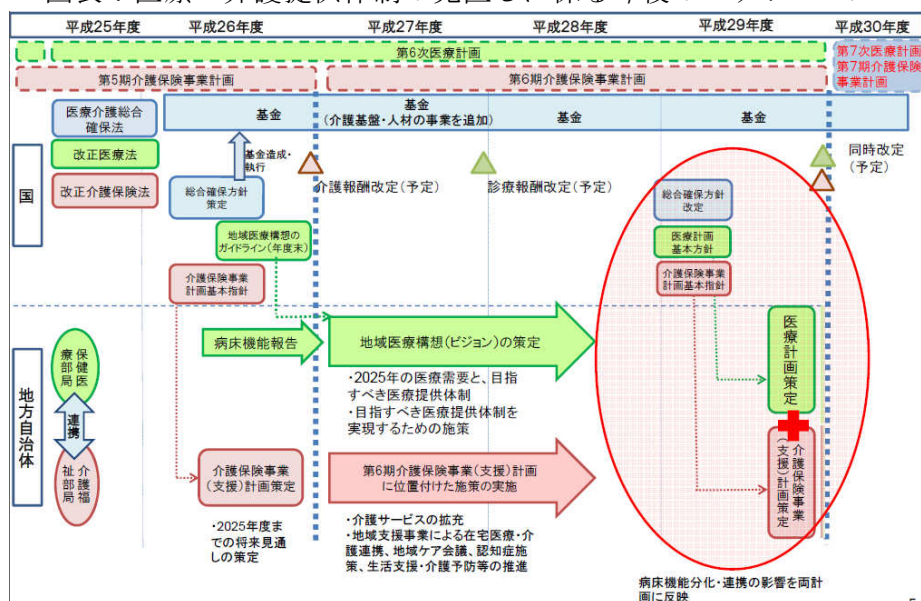 平成25年度
平成26年度
平成27年度
平成28年度
平成29年度
平成30年度
第6次医療計画
第7次医療計画
第7期介護保険
事業計画
第5期介護保険事業計画
第6期介護保険事業計画
医療介護総合
確保法
基金
基金
(介護基盤・人材の事業を追加)
基金
基金
改正医療法
改正介護保険法
基金造成・
執行
国
総合確保方針
策定
介護報酬改定(予定)
診療報酬改定(予定)
同時改定
(予定)
地域医療構想の
ガイドライン(年度末)
介護保険事業
計画基本指針
総合確保方針
改定
医療計画
基本方針
介護保険事業
計画基本指針
地方自治体
保健医
療部局
連携
介護福
祉部局
病床機能報告
地域医療構想(ビジョン)の策定
・2025年の医療需要と、目指
すべき医療提供体制
・目指すべき医療提供体制を
実現するための施策
医療計画策定
介護保険事業
(支援)計画策定
第6期介護保険事業(支援)計画
に位置付けた施策の実施
介護保険事業
(支援)計画策定
・2025年度ま
での将来見通
しの策定
・介護サービスの拡充
・地域支援事業による在宅医療・介
護連携、地域ケア会議、認知症施
策、生活支援・介護予防等の推進
病床機能分化・連携の影響を両計
画に反映